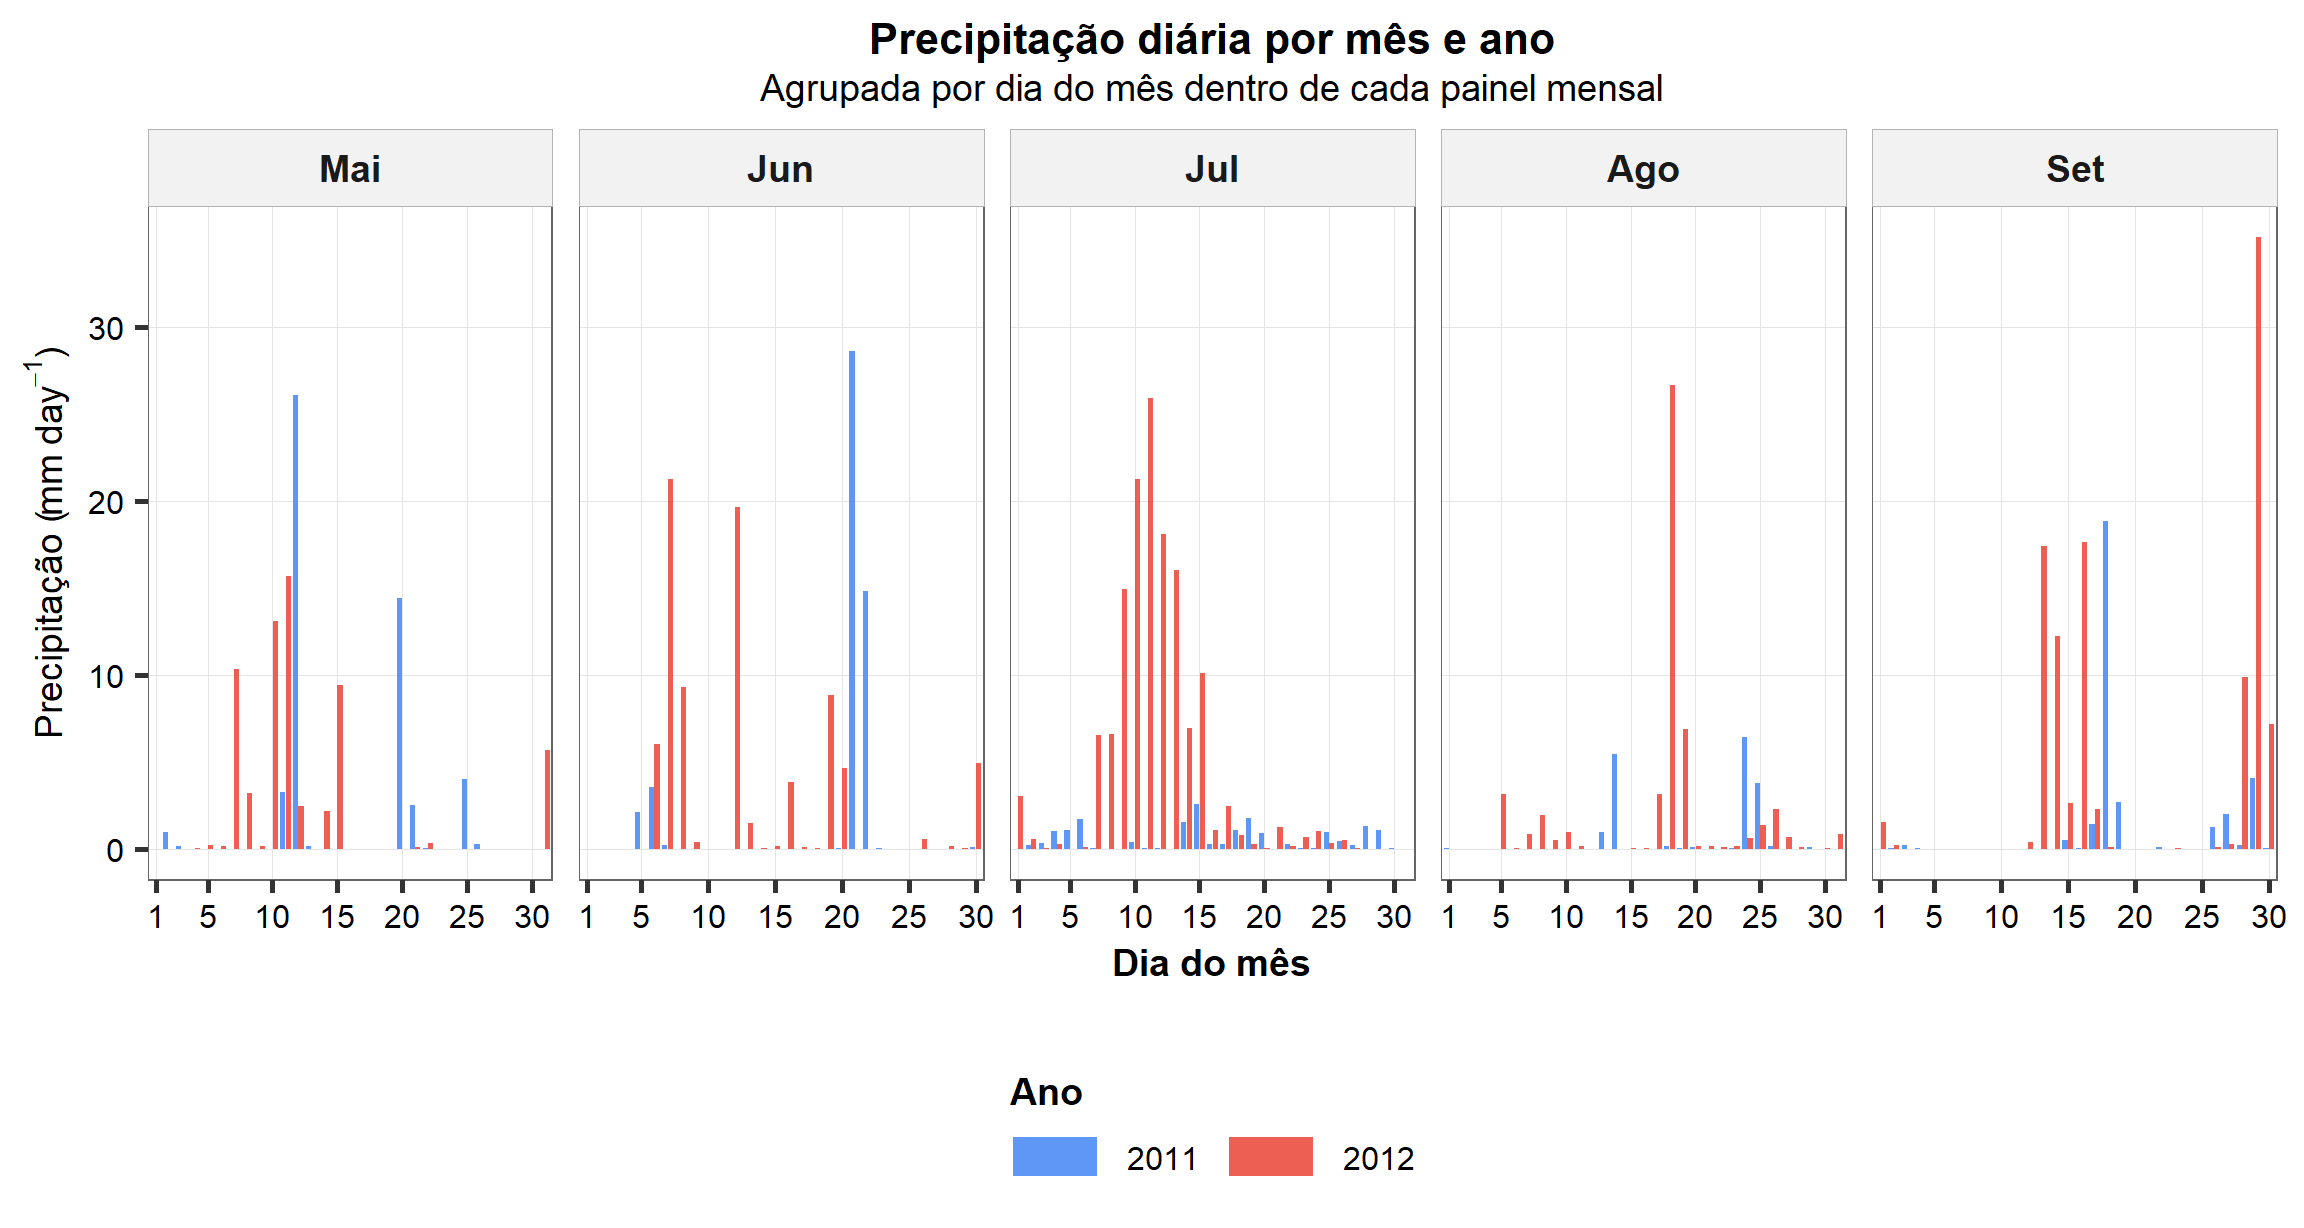 Precipitação diária por mês e ano
Agrupada por dia do mês dentro de cada painel mensal
Mai Jun Jul Ago Set
Precipitação (mm day⁻¹)
30
20
10
0
1 5 10 15 20 25 30 1 5 10 15 20 25 30 1 5 10 15 20 25 30 1 5 10 15 20 25 30 1 5 10 15 20 25 30
Dia do mês
Ano
2011 2012